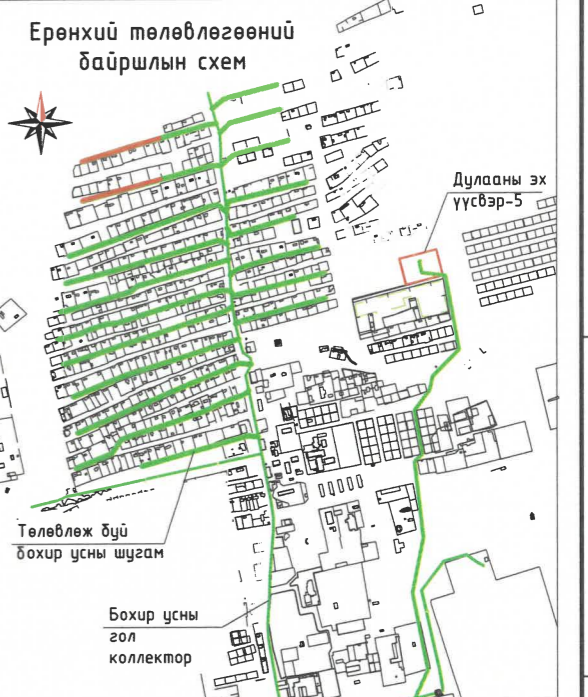 Ерөнхий төлөвлөгөөний
байршлын схем
Дулааны эх
үүсвэр-5
Төлөвлөж буй
бохир усны шугам
Бохир усны
гол
коллектор